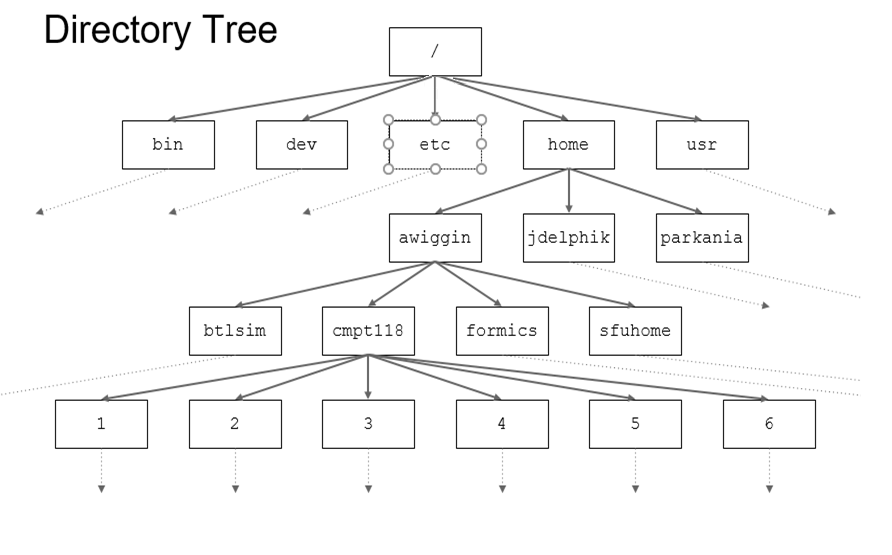 Directory Tree
/
bin dev etc home usr
awiggin jdelphik parkania
btlsim cmpt118 formics sfuhome
1 2 3 4 5 6